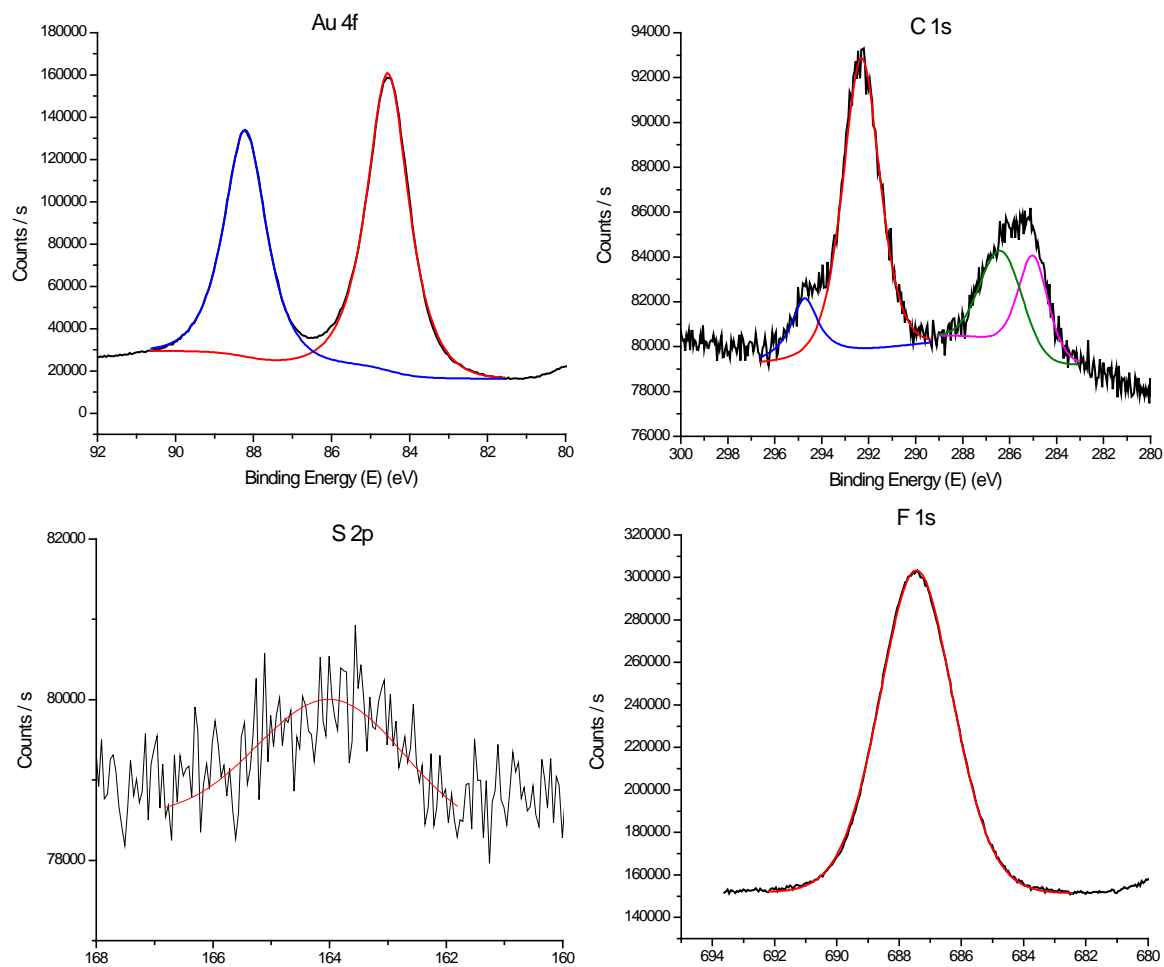 Au 4f
180000
160000
140000
120000
100000
80000
60000
40000
20000
0
Counts / s
92 90 88 86 84 82 80
Binding Energy (E) (eV)
C 1s
94000
92000
90000
88000
86000
84000
82000
80000
78000
76000
Counts / s
300 298 296 294 292 290 288 286 284 282 280
Binding Energy (E) (eV)
S 2p
82000
80000
78000
Counts / s
168 166 164 162 160
F 1s
320000
300000
280000
260000
240000
220000
200000
180000
160000
140000
Counts / s
694 692 690 688 686 684 682 680